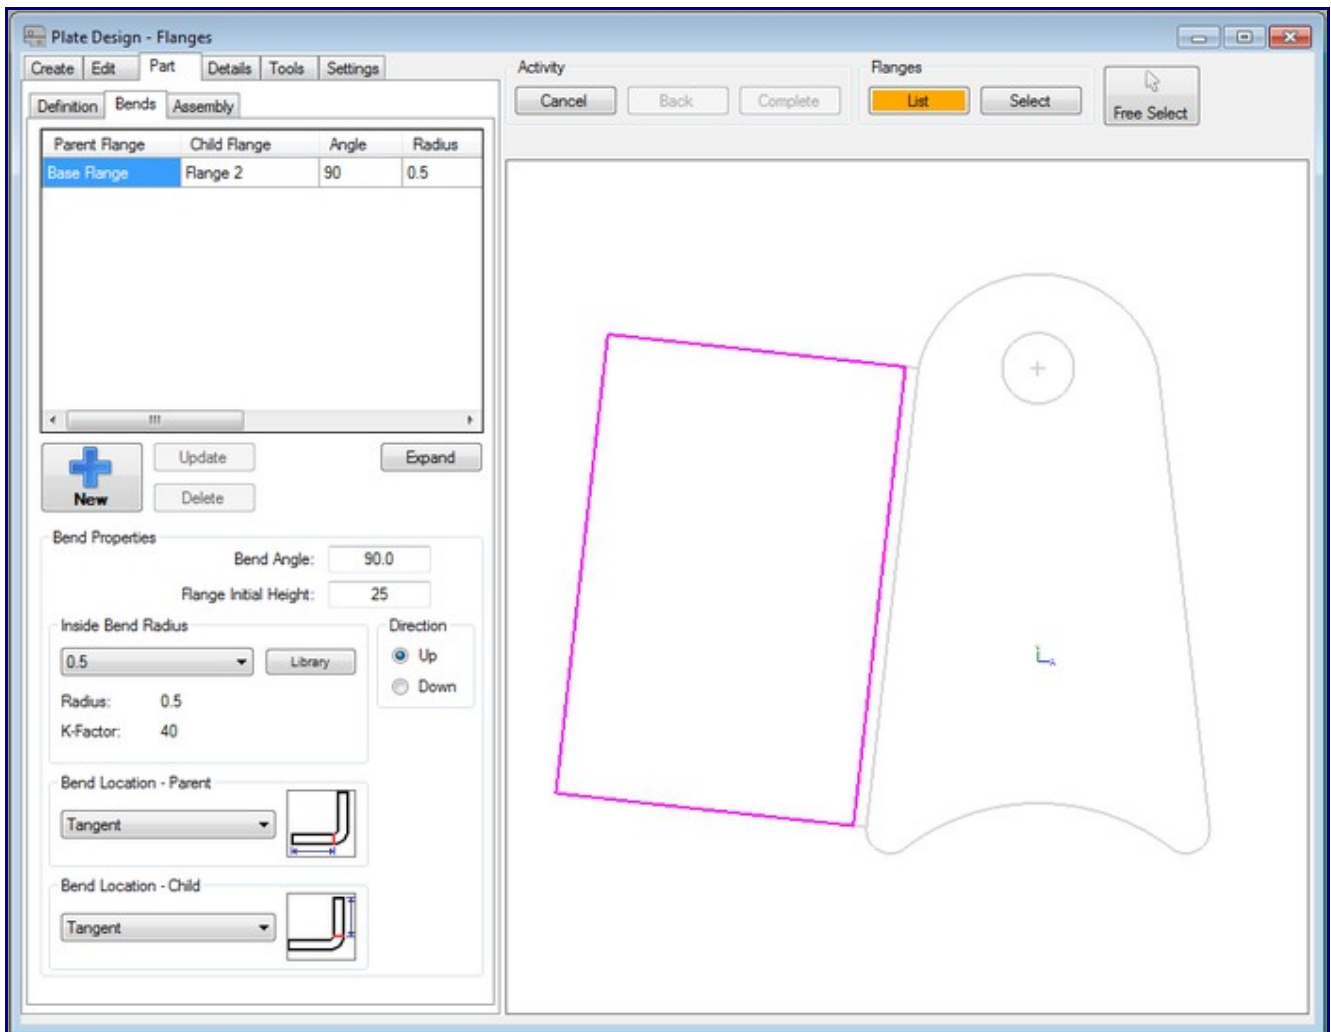 Plate Design - Flanges
Create Edit Part Details Tools Settings
Definition Bends Assembly
Parent Flange Child Flange Angle Radius
Base Flange Flange 2 90 0.5
New
Update
Delete
Expand
Bend Properties
Bend Angle: 90.0
Flange Initial Height: 25
Inside Bend Radius
0.5 Library
Radius: 0.5
K-Factor: 40
Direction
Up
Down
Bend Location - Parent
Tangent
Bend Location - Child
Tangent
Activity
Cancel Back Complete
Flanges
List Select
Free Select